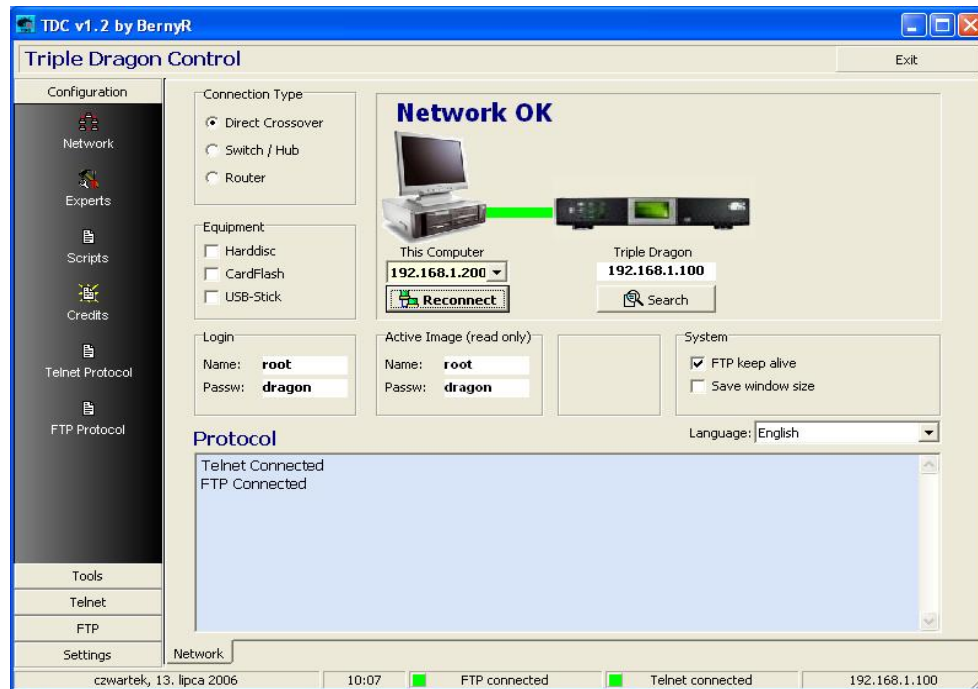 TDC v1.2 by BernyR
Triple Dragon Control
Exit
Configuration
Network
Experts
Scripts
Credits
Telnet Protocol
FTP Protocol
Tools
Telnet
FTP
Settings
Connection Type
Direct Crossover
Switch / Hub
Router
Equipment
Harddisc
CardFlash
USB-Stick
Network OK
This Computer
192.168.1.200
Reconnect
Triple Dragon
192.168.1.100
Search
Login
Name: root
Passw: dragon
Active Image (read only)
Name: root
Passw: dragon
System
FTP keep alive
Save window size
Language: English
Protocol
Telnet Connected
FTP Connected
Network
czwartek, 13. lipca 2006 10:07 FTP connected Telnet connected 192.168.1.100